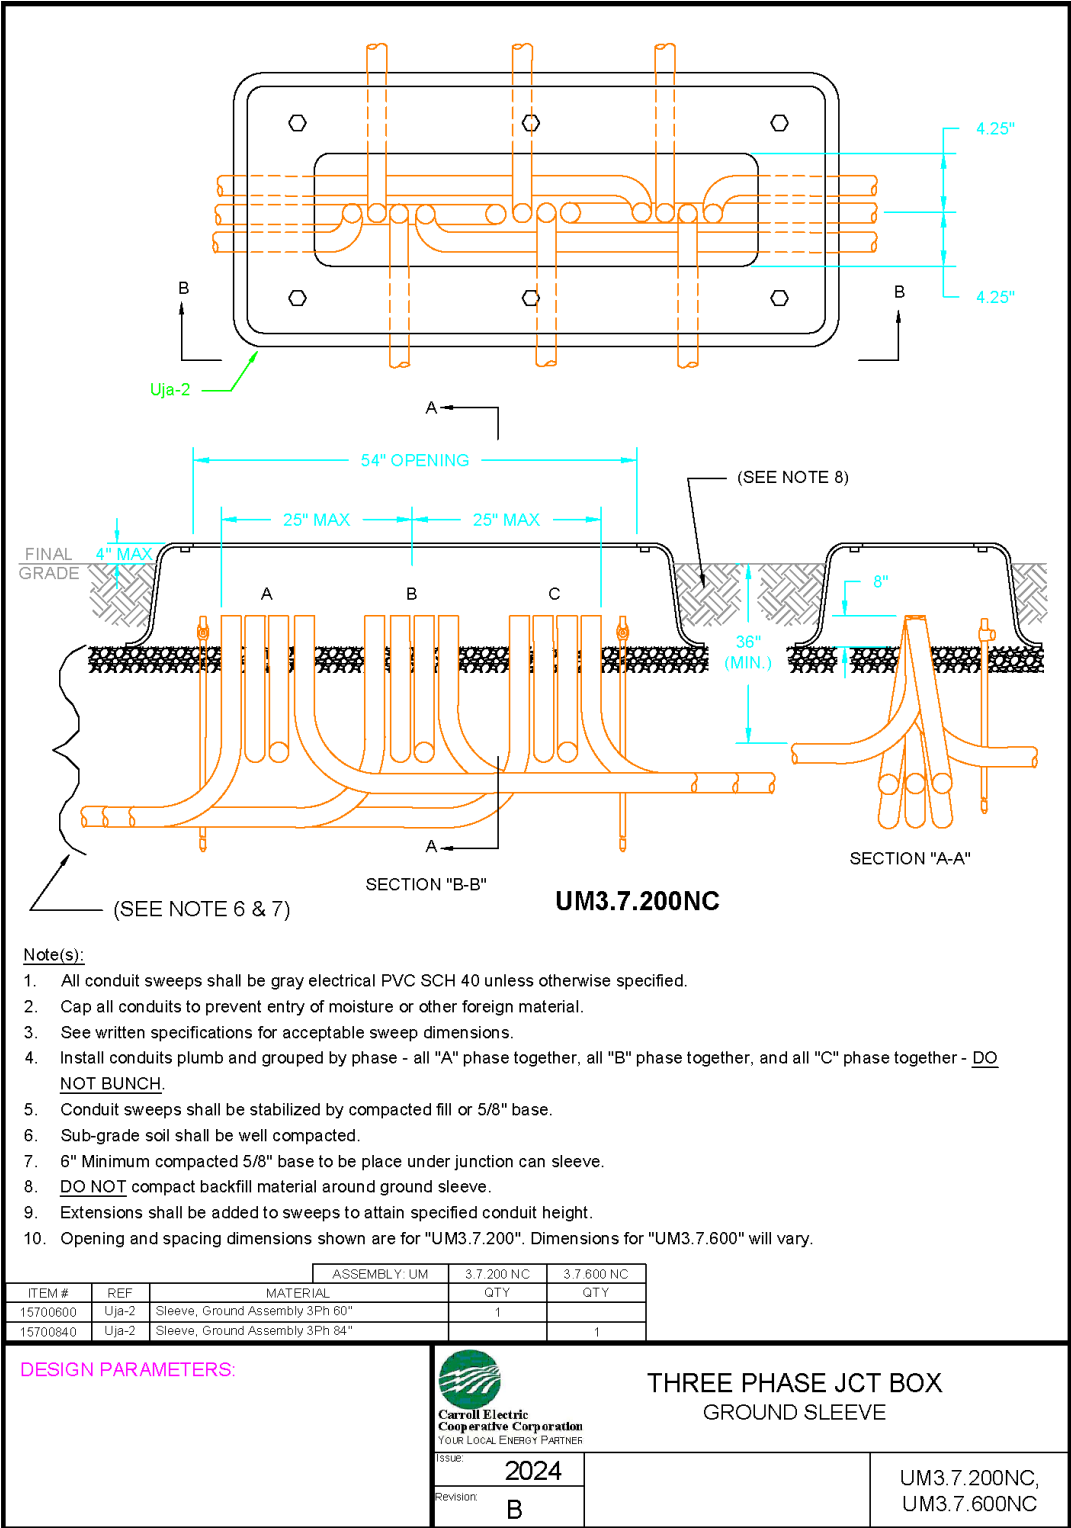 4.25"
B
B
4.25"
Uja-2
A
54" OPENING
(SEE NOTE 8)
25" MAX
25" MAX
FINAL
GRADE
4" MAX
A
B
C
8"
36"
(MIN.)
A
SECTION "B-B"
SECTION "A-A"
UM3.7.200NC
(SEE NOTE 6 & 7)
Note(s):
1. All conduit sweeps shall be gray electrical PVC SCH 40 unless otherwise specified.
2. Cap all conduits to prevent entry of moisture or other foreign material.
3. See written specifications for acceptable sweep dimensions.
4. Install conduits plumb and grouped by phase - all "A" phase together, all "B" phase together, and all "C" phase together - DO
NOT BUNCH.
5. Conduit sweeps shall be stabilized by compacted fill or 5/8" base.
6. Sub-grade soil shall be well compacted.
7. 6" Minimum compacted 5/8" base to be place under junction can sleeve.
8. DO NOT compact backfill material around ground sleeve.
9. Extensions shall be added to sweeps to attain specified conduit height.
10. Opening and spacing dimensions shown are for "UM3.7.200". Dimensions for "UM3.7.600" will vary.
ASSEMBLY: UM 3.7.200 NC 3.7.600 NC
ITEM # REF MATERIAL QTY QTY
15700600 Uja-2 Sleeve, Ground Assembly 3Ph 60" 1
15700840 Uja-2 Sleeve, Ground Assembly 3Ph 84" 1
DESIGN PARAMETERS:
Carroll Electric
Cooperative Corporation
YOUR LOCAL ENERGY PARTNER
THREE PHASE JCT BOX
GROUND SLEEVE
Issue:
2024
Revision:
B
UM3.7.200NC,
UM3.7.600NC